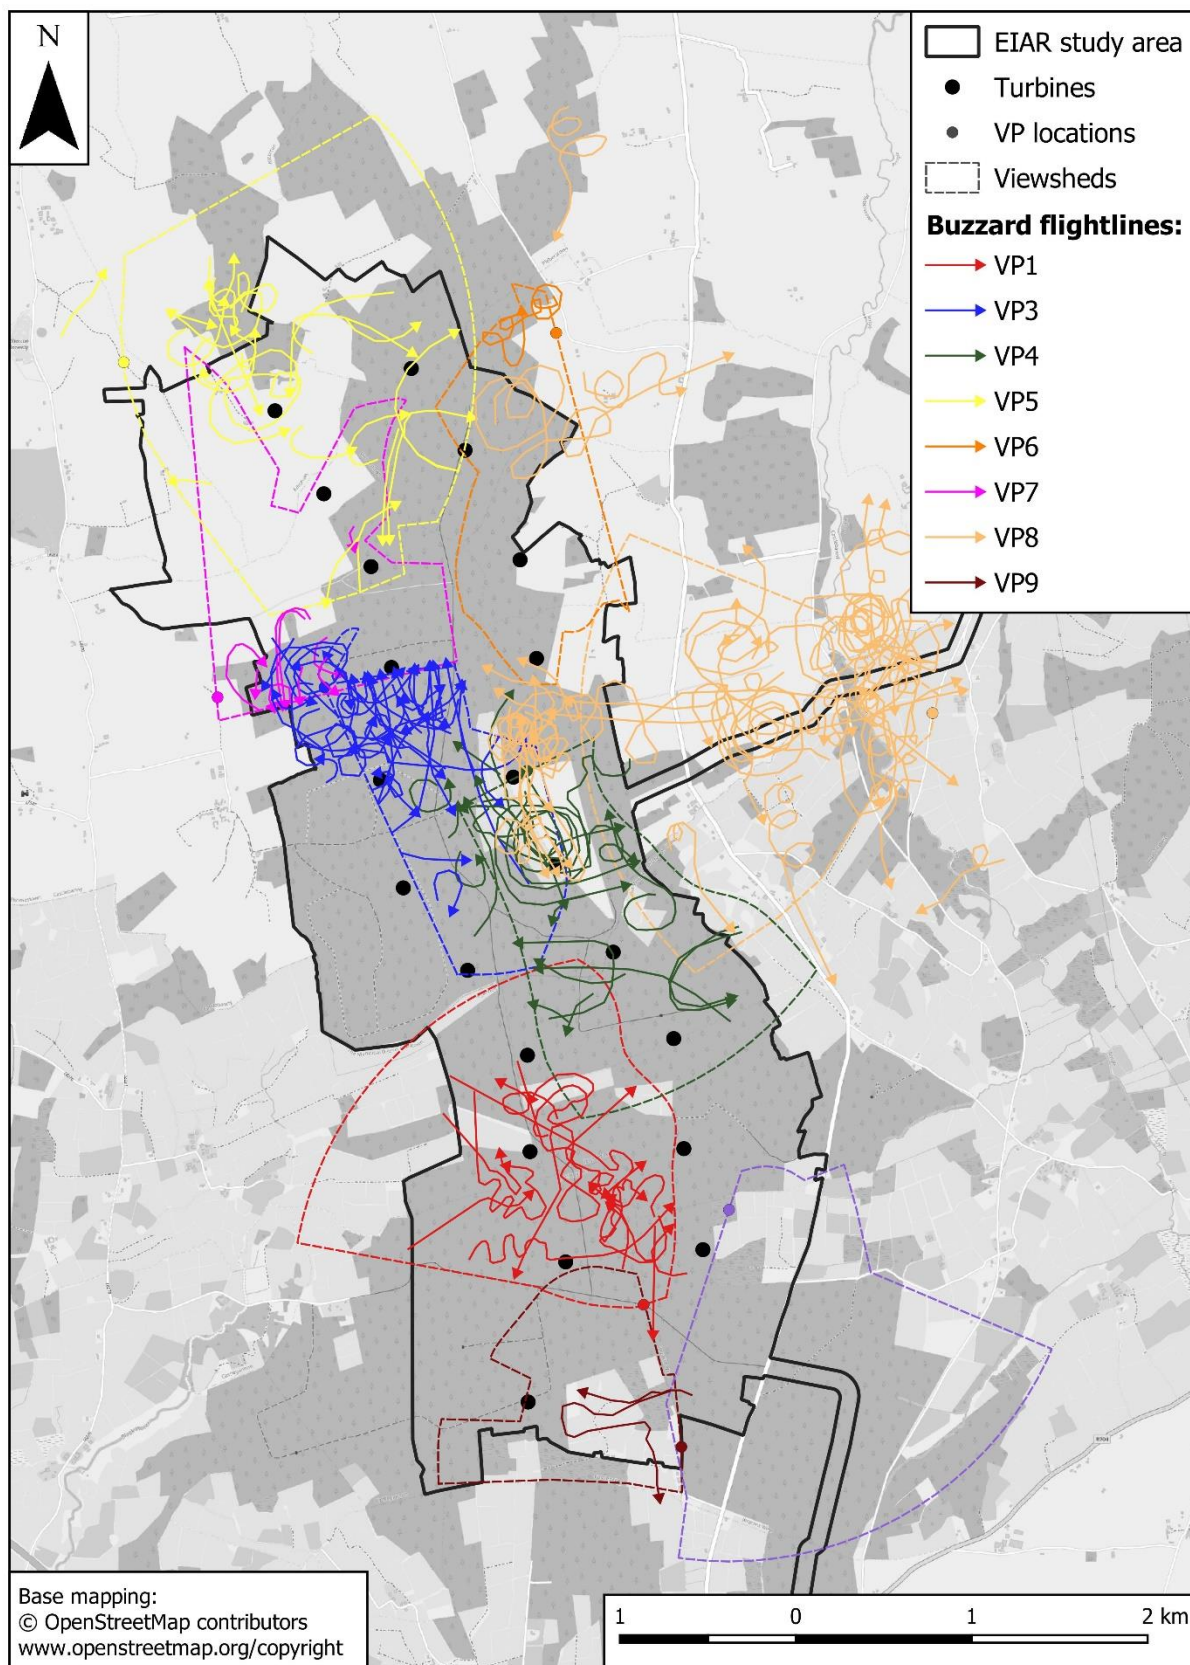 N
EIAR study area
Turbines
VP locations
Viewsheds
Buzzard flightlines:
VP1
VP3
VP4
VP5
VP6
VP7
VP8
VP9
Base mapping:
© OpenStreetMap contributors
www.openstreetmap.org/copyright
1 0 1 2 km